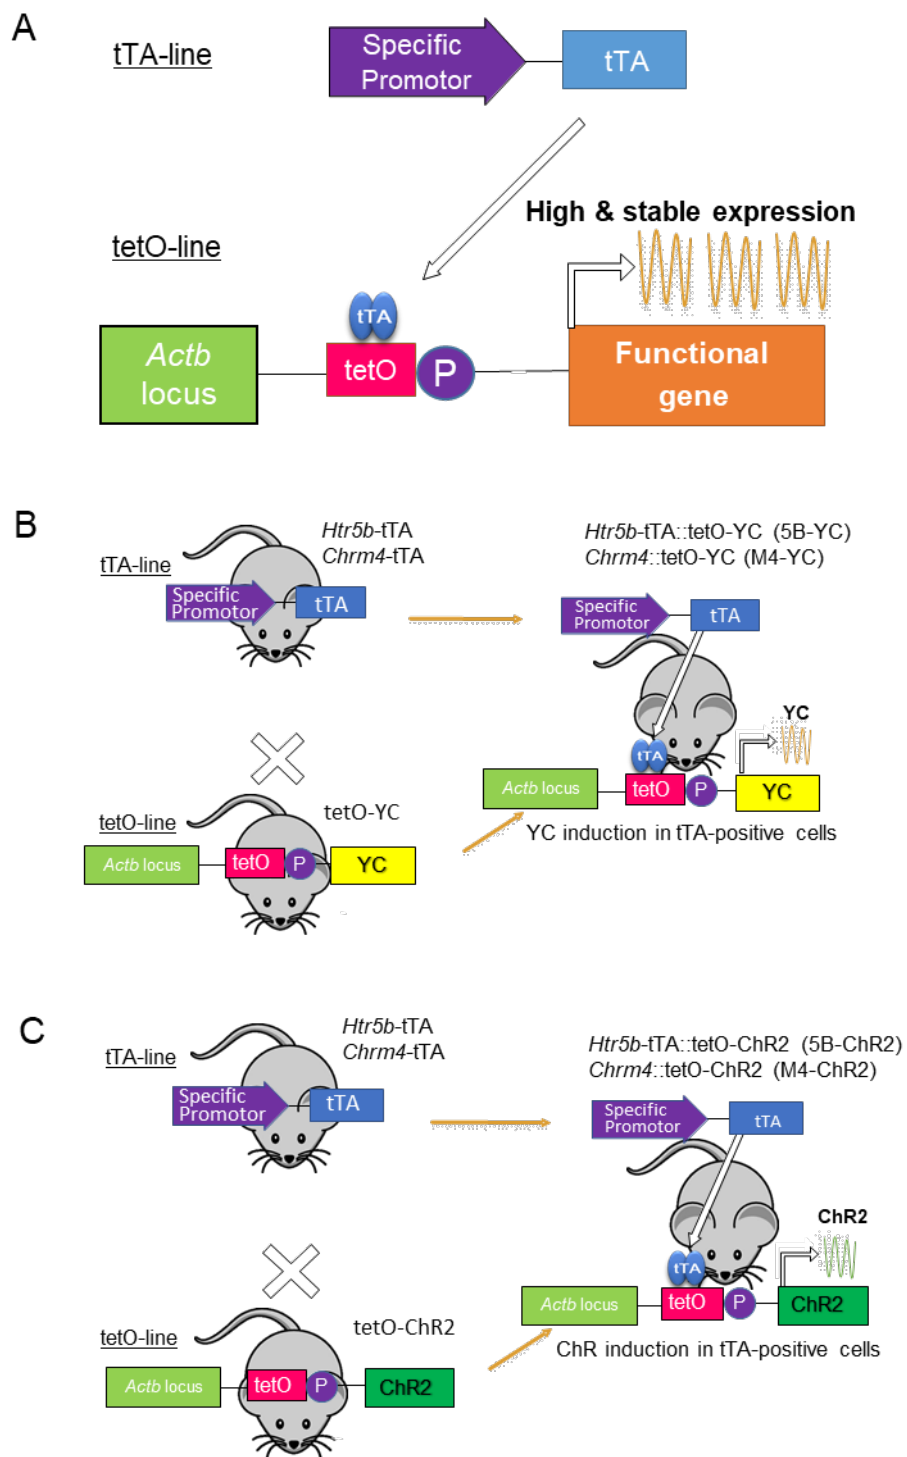 A
tTA-line
Specific
Promotor
tTA
High & stable expression
tetO-line
tTA
Actb
locus
tetO
P
Functional
gene
B
Htr5b-tTA
Chrm4-tTA
tTA-line
Specific
Promotor
tTA
Htr5b-tTA::tetO-YC (5B-YC)
Chrm4::tetO-YC (M4-YC)
Specific
Promotor
tTA
YC
tTA
Actb locus
tetO
P
YC
YC induction in tTA-positive cells
tetO-YC
tetO-line
Actb locus
tetO
P
YC
C
Htr5b-tTA
Chrm4-tTA
tTA-line
Specific
Promotor
tTA
Htr5b-tTA::tetO-ChR2 (5B-ChR2)
Chrm4::tetO-ChR2 (M4-ChR2)
Specific
Promotor
tTA
ChR2
tTA
Actb locus
tetO
P
ChR2
ChR induction in tTA-positive cells
tetO-ChR2
tetO-line
Actb locus
tetO
P
ChR2